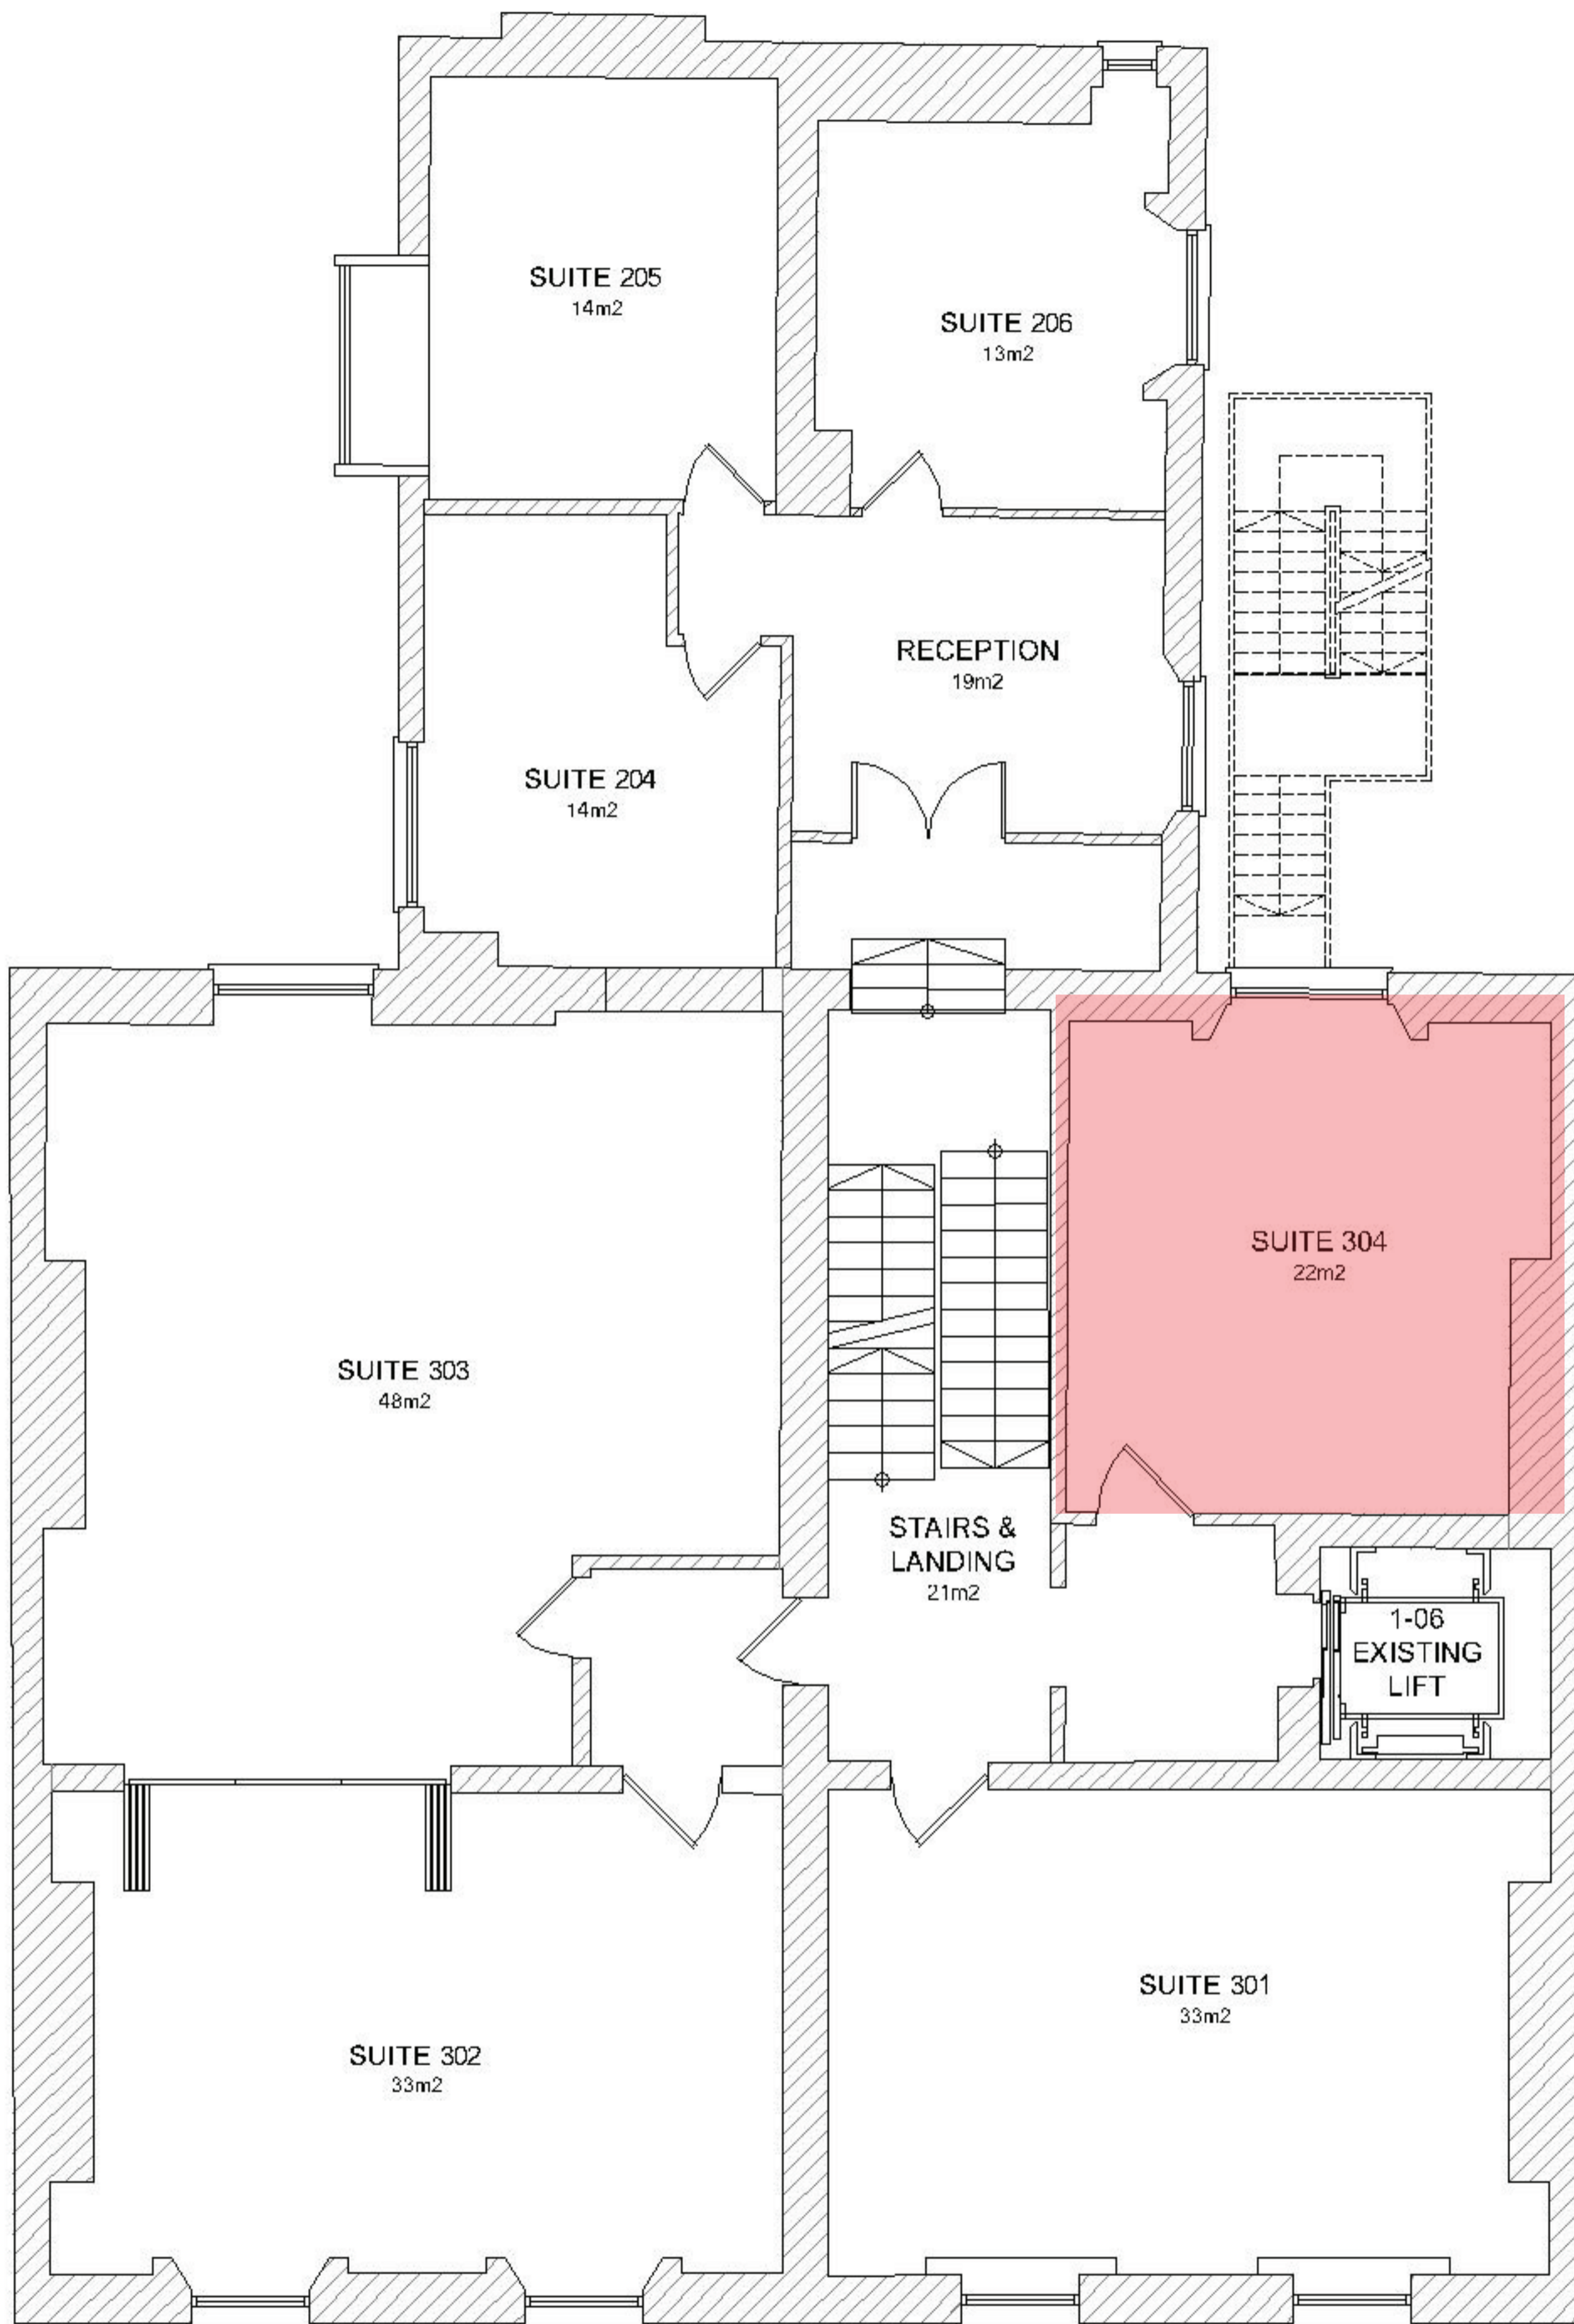 SUITE 205
14m2
SUITE 206
13m2
RECEPTION
19m2
SUITE 204
14m2
SUITE 304
22m2
SUITE 303
48m2
STAIRS &
LANDING
21m2
1-06
EXISTING
LIFT
SUITE 301
33m2
SUITE 302
33m2